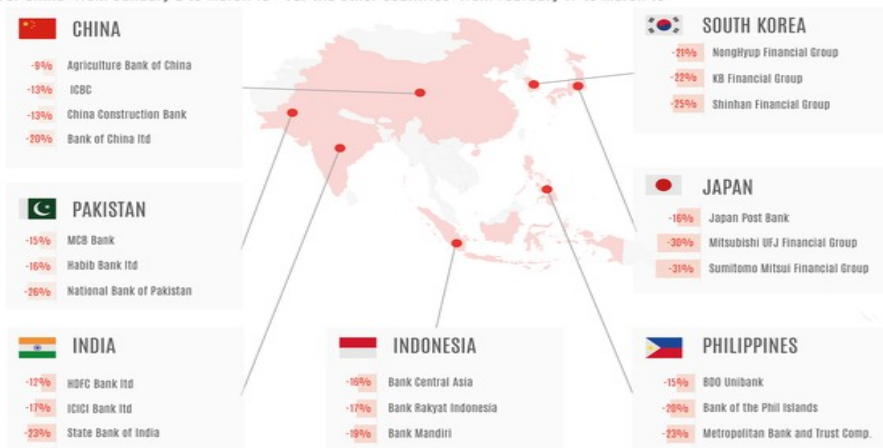 CHINA
-9% Agriculture Bank of China
-13% ICBC
-13% China Construction Bank
-20% Bank of China ltd
PAKISTAN
-15% MCB Bank
-16% Habib Bank ltd
-26% National Bank of Pakistan
INDIA
-12% HDFC Bank ltd
-17% ICICI Bank ltd
-23% State Bank of India
INDONESIA
-16% Bank Central Asia
-17% Bank Rakyat Indonesia
-19% Bank Mandiri
SOUTH KOREA
-21% NongHyup Financial Group
-22% KB Financial Group
-25% Shinhan Financial Group
JAPAN
-16% Japan Post Bank
-30% Mitsubishi UFJ Financial Group
-31% Sumitomo Mitsui Financial Group
PHILIPPINES
-15% BDO Unibank
-20% Bank of the Phil Islands
-23% Metropolitan Bank and Trust Comp.